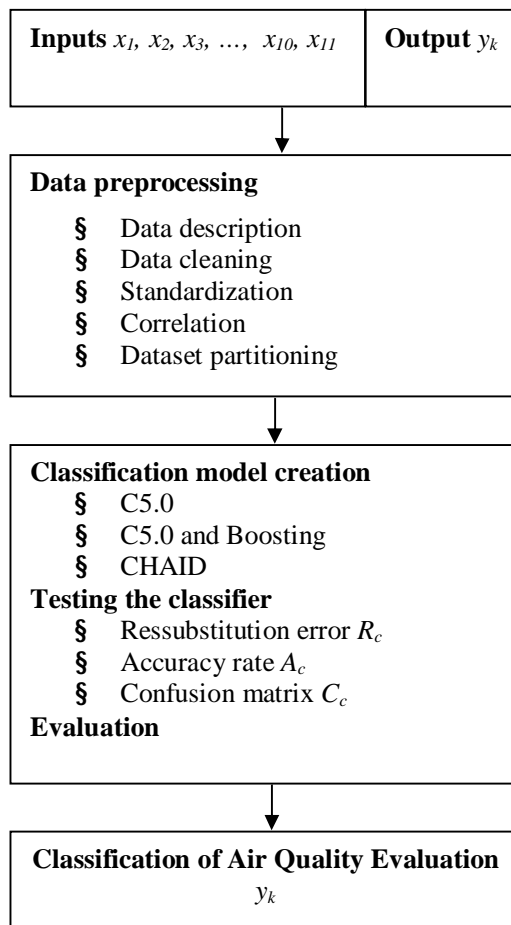 Inputs x1, x2, x3, ..., x10, x11 Output yk
Data preprocessing
§ Data description
§ Data cleaning
§ Standardization
§ Correlation
§ Dataset partitioning
Classification model creation
§ C5.0
§ C5.0 and Boosting
§ CHAID
Testing the classifier
§ Ressubstitution error Rc
§ Accuracy rate Ac
§ Confusion matrix Cc
Evaluation
Classification of Air Quality Evaluation
yk